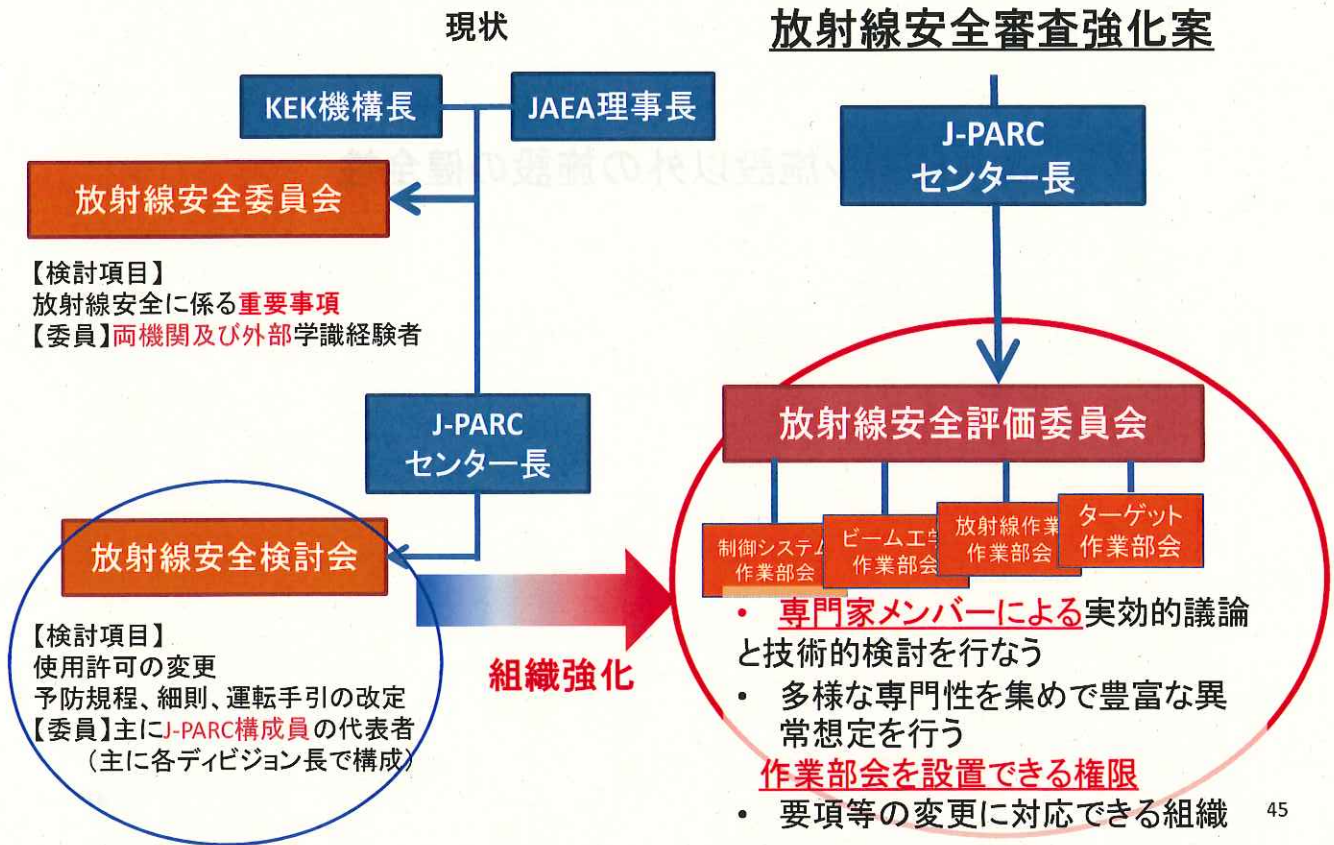 現状
放射線安全審査強化案
KEK機構長
JAEA理事長
放射線安全委員会
【検討項目】
放射線安全に係る重要事項
【委員】両機関及び外部学識経験者
J-PARC
センター長
放射線安全検討会
【検討項目】
使用許可の変更
予防規程、細則、運転手引の改定
【委員】主にJ-PARC構成員の代表者
(主に各ディビジョン長で構成)
組織強化
J-PARC
センター長
放射線安全評価委員会
制御システム
作業部会
ビーム工学
作業部会
放射線作業
作業部会
ターゲット
作業部会
• 専門家メンバーによる実効的議論
と技術的検討を行なう
• 多様な専門性を集めで豊富な異
常想定を行う
作業部会を設置できる権限
• 要項等の変更に対応できる組織
45
ン施設以外の施設の健全性